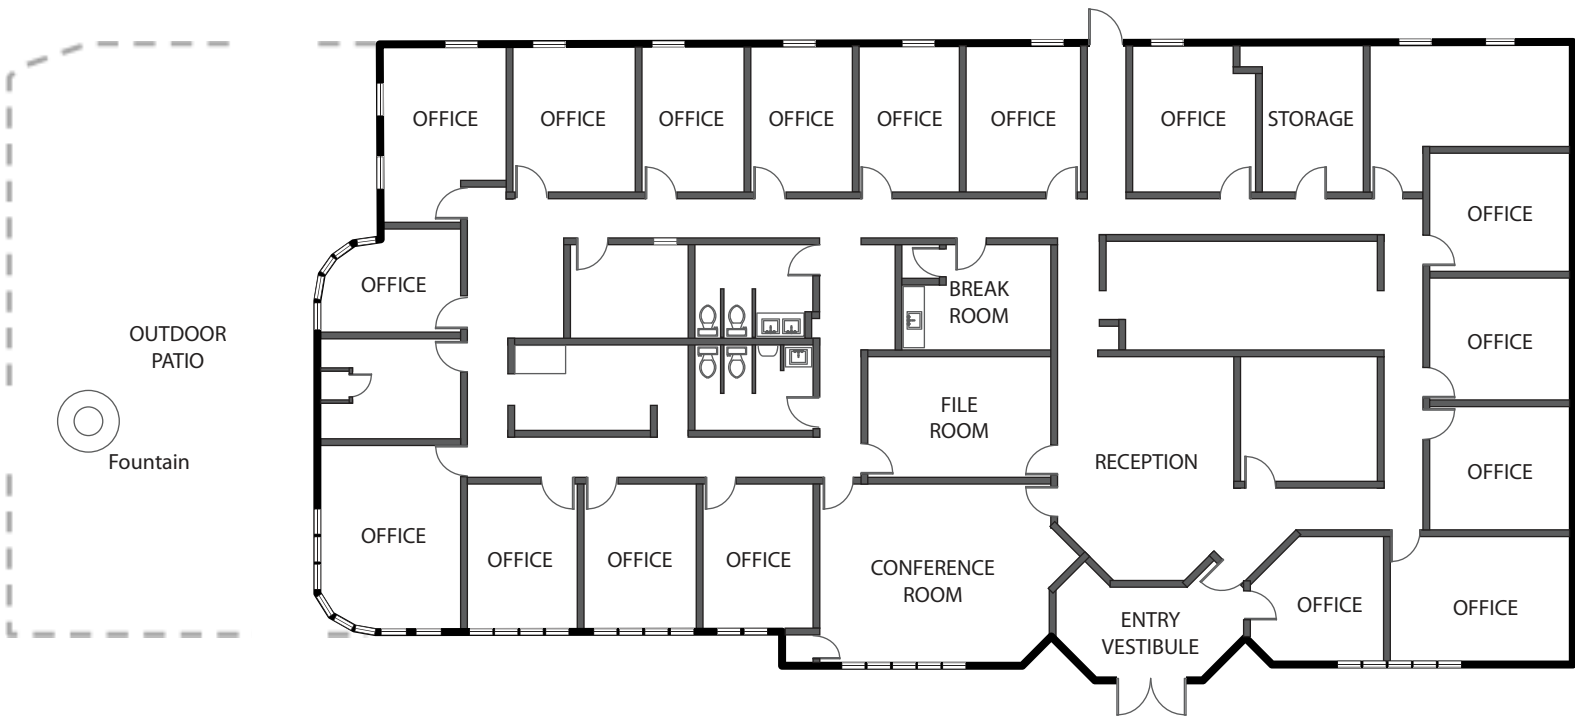 OFFICE
OFFICE
OFFICE
OFFICE
OFFICE
OFFICE
OFFICE
STORAGE
OFFICE
OFFICE
BREAK
ROOM
OUTDOOR
PATIO
OFFICE
FILE
ROOM
Fountain
RECEPTION
OFFICE
OFFICE
OFFICE
OFFICE
OFFICE
CONFERENCE
ROOM
ENTRY
VESTIBULE
OFFICE
OFFICE